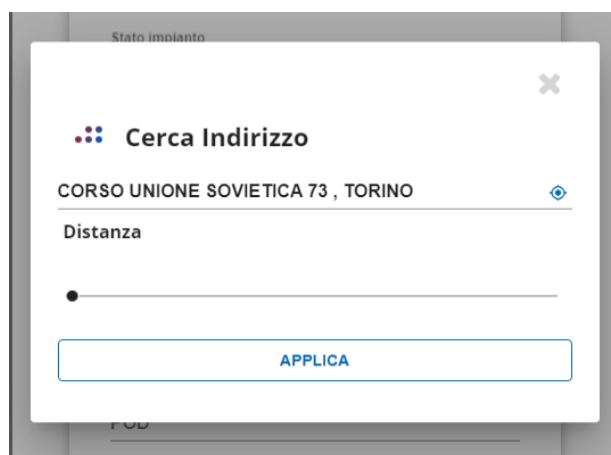 Stato impianto
Cerca Indirizzo
CORSO UNIONE SOVIETICA 73 , TORINO
Distanza
APPLICA
POD